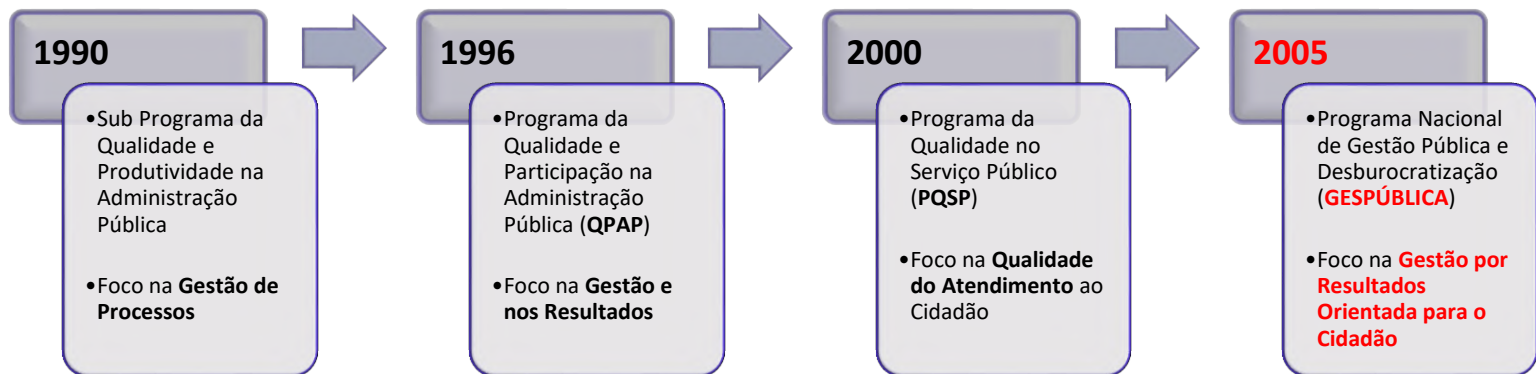 1990
•Sub Programa da
Qualidade e
Produtividade na
Administração
Pública
•Foco na Gestão de
Processos
1996
•Programa da
Qualidade e
Participação na
Administração
Pública (QPAP)
•Foco na Gestão e
nos Resultados
2000
•Programa da
Qualidade no
Serviço Público
(PQSP)
•Foco na Qualidade
do Atendimento ao
Cidadão
2005
•Programa Nacional
de Gestão Pública e
Desburocratização
(GESPÚBLICA)
•Foco na Gestão por
Resultados
Orientada para o
Cidadão